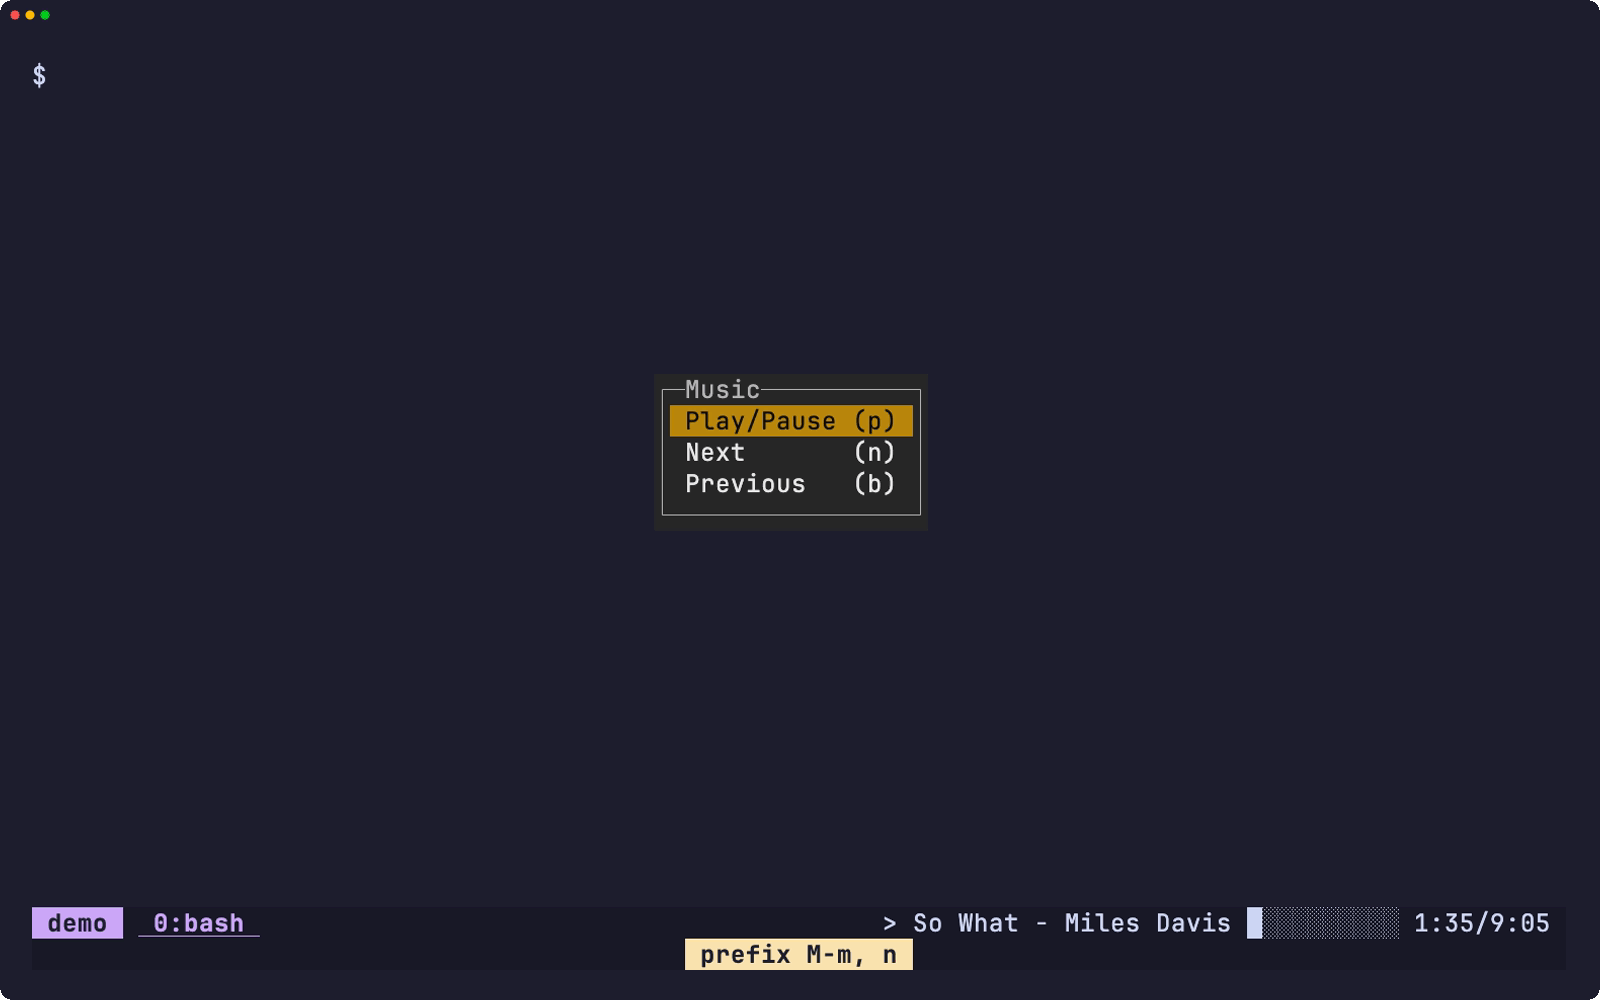 $
Music
Play/Pause (p)
Next (n)
Previous (b)
demo 0:bash > So What - Miles Davis 1:35/9:05
prefix M-m, n